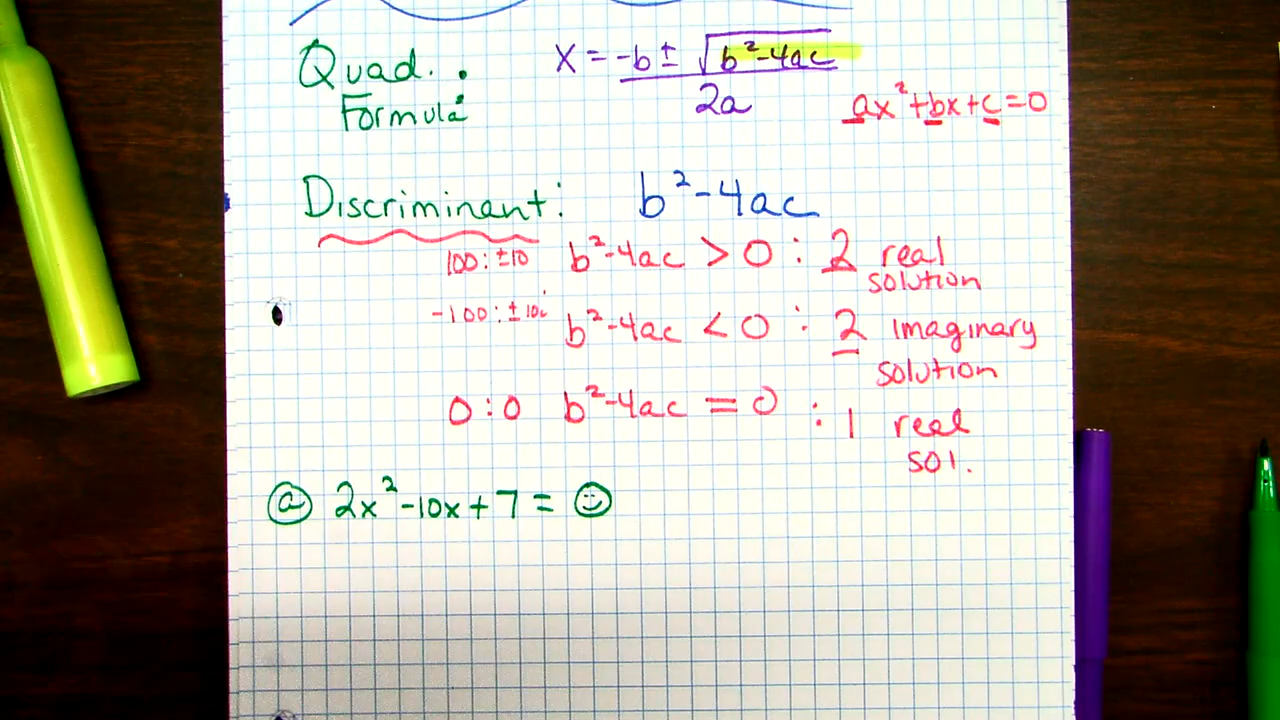 Quad. Formula: x = -b ± √(b²-4ac) / 2a
ax²+bx+c=0
Discriminant: b²-4ac
100: ±10 b²-4ac > 0 : 2 real solution
-100: ±10i b²-4ac < 0 : 2 imaginary solution
0:0 b²-4ac = 0 : 1 real sol.
ⓐ 2x²-10x+7= ☺